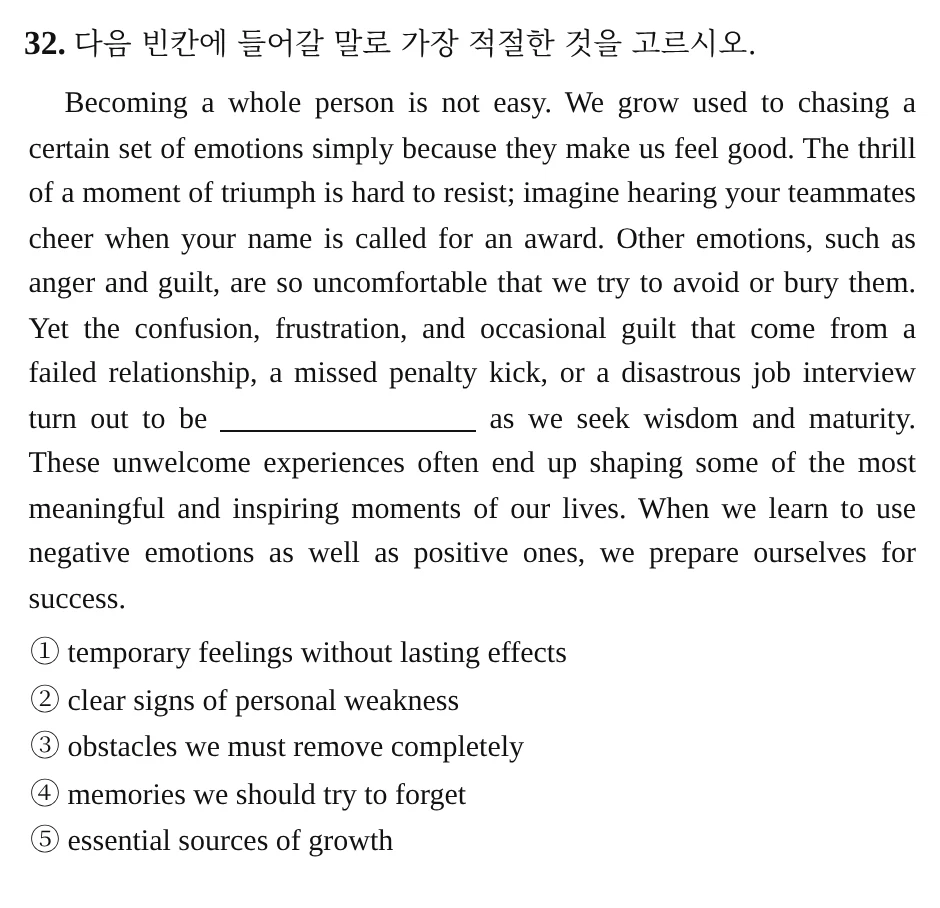 32. 다음 빈칸에 들어갈 말로 가장 적절한 것을 고르시오.
Becoming a whole person is not easy. We grow used to chasing a
certain set of emotions simply because they make us feel good. The thrill
of a moment of triumph is hard to resist; imagine hearing your teammates
cheer when your name is called for an award. Other emotions, such as
anger and guilt, are so uncomfortable that we try to avoid or bury them.
Yet the confusion, frustration, and occasional guilt that come from a
failed relationship, a missed penalty kick, or a disastrous job interview
turn out to be ________________ as we seek wisdom and maturity.
These unwelcome experiences often end up shaping some of the most
meaningful and inspiring moments of our lives. When we learn to use
negative emotions as well as positive ones, we prepare ourselves for
success.
① temporary feelings without lasting effects
② clear signs of personal weakness
③ obstacles we must remove completely
④ memories we should try to forget
⑤ essential sources of growth